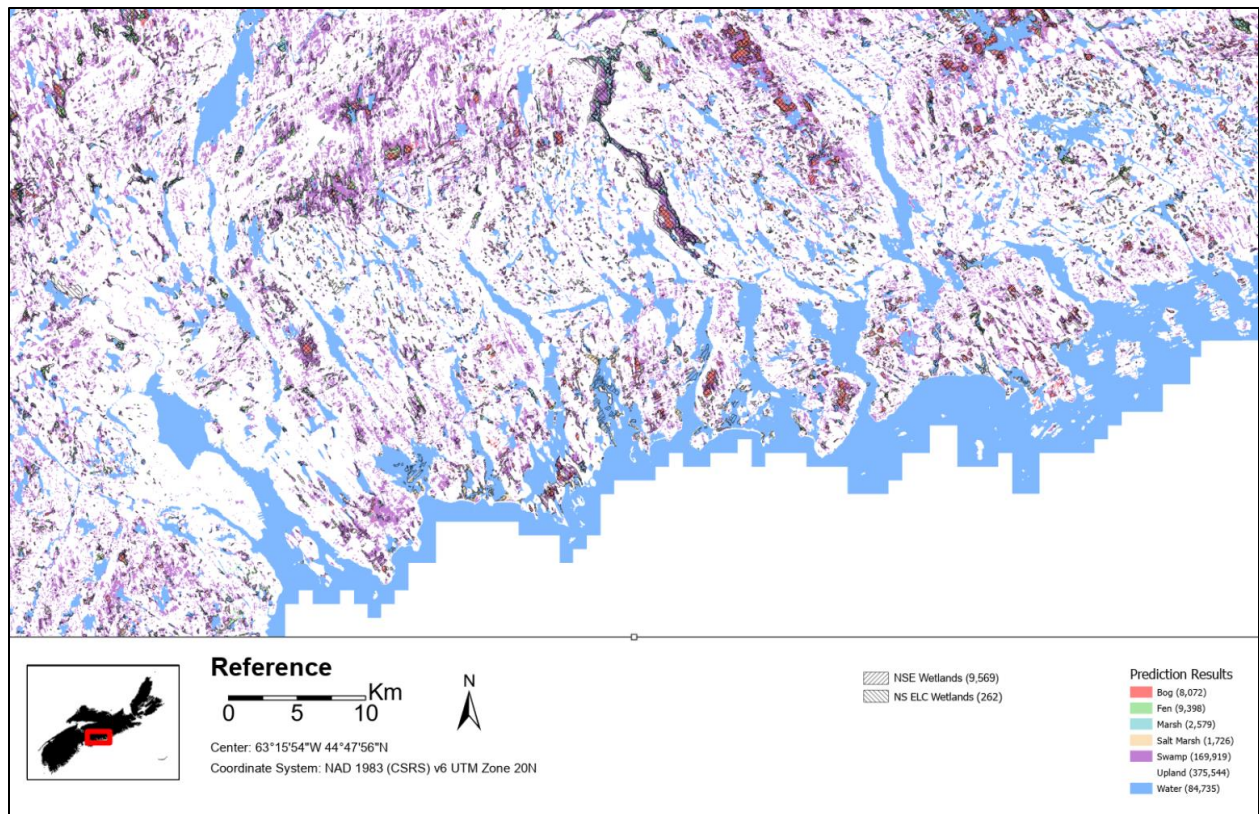 Reference
Km
0 5 10
N
Center: 63°15'54"W 44°47'56"N
Coordinate System: NAD 1983 (CSRS) v6 UTM Zone 20N
NSE Wetlands (9,569)
NS ELC Wetlands (262)
Prediction Results
Bog (8,072)
Fen (9,398)
Marsh (2,579)
Salt Marsh (1,726)
Swamp (169,919)
Upland (375,544)
Water (84,735)